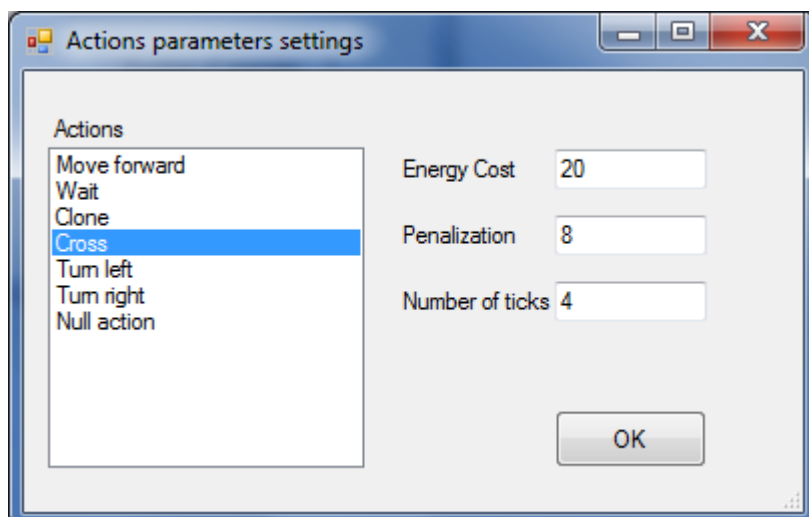 Actions parameters settings
Actions
Move forward
Wait
Clone
Cross
Turn left
Turn right
Null action
Energy Cost 20
Penalization 8
Number of ticks 4
OK